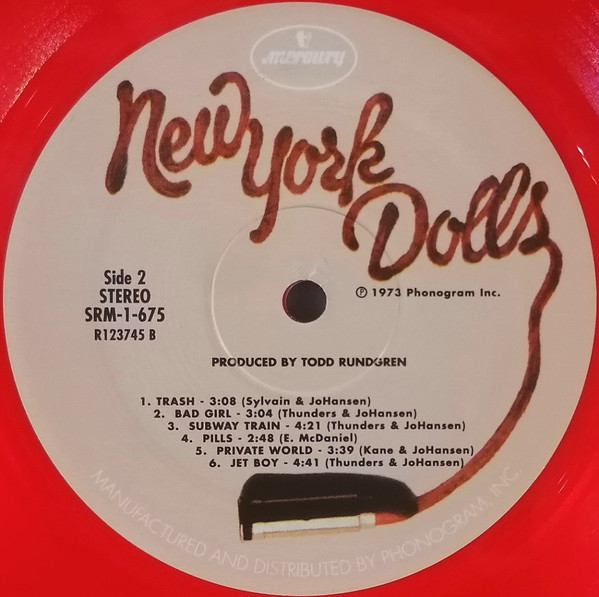 mercury
New York
Dolls
Side 2
STEREO
SRM-1-675
R123745 B
Ⓟ 1973 Phonogram Inc.
PRODUCED BY TODD RUNDGREN
1. TRASH - 3:08 (Sylvain & JoHansen)
2. BAD GIRL - 3:04 (Thunders & JoHansen)
3. SUBWAY TRAIN - 4:21 (Thunders & JoHansen)
4. PILLS - 2:48 (E. McDaniel)
5. PRIVATE WORLD - 3:39 (Kane & JoHansen)
6. JET BOY - 4:41 (Thunders & JoHansen)
MANUFACTURED AND DISTRIBUTED BY PHONOGRAM, INC.